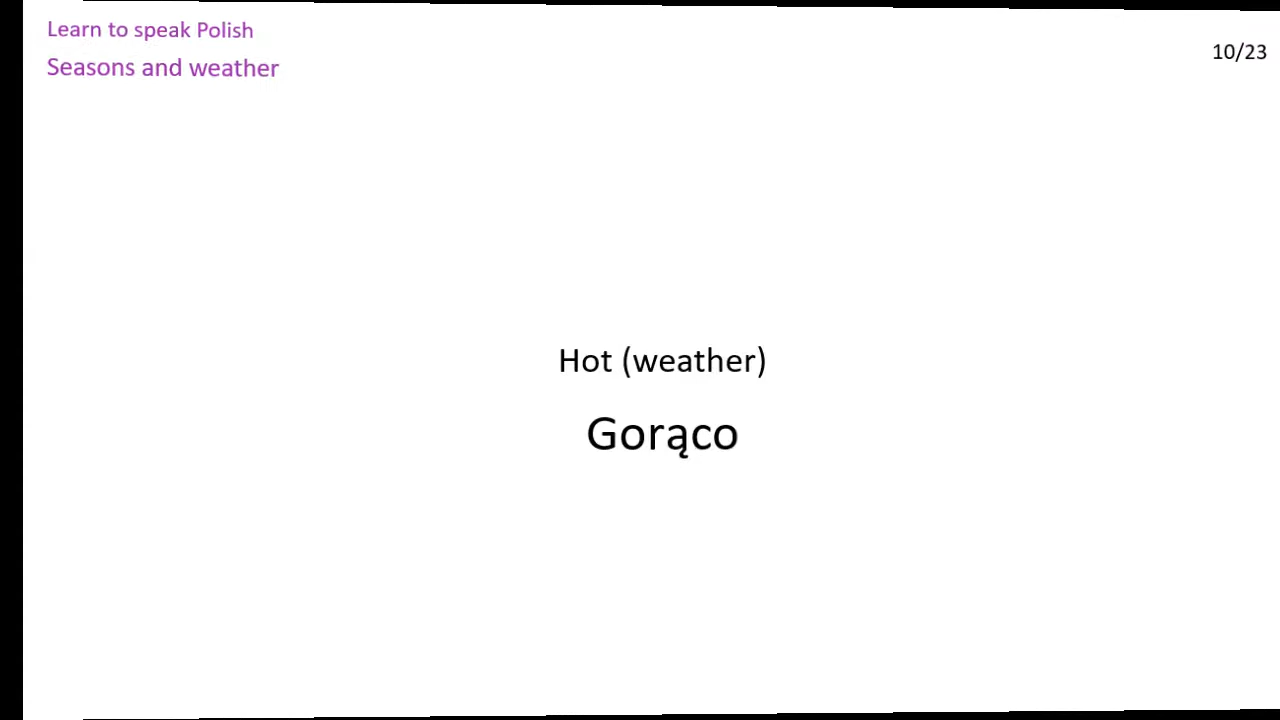 Learn to speak Polish
Seasons and weather
10/23
Hot (weather)
Gorąco